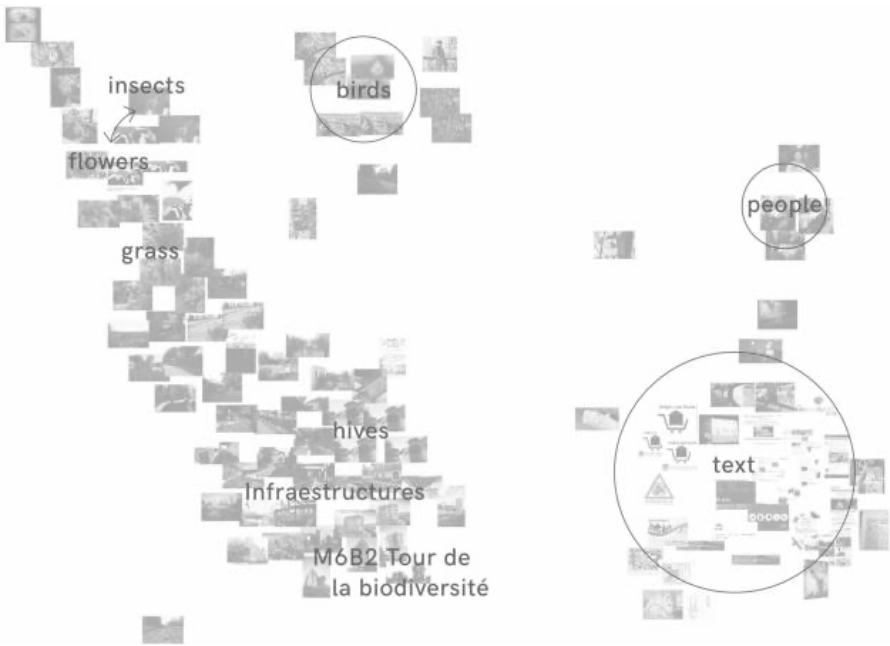 insects
birds
flowers
people
grass
hives
text
Infraestructures
M6B2 Tour de
la biodiversité